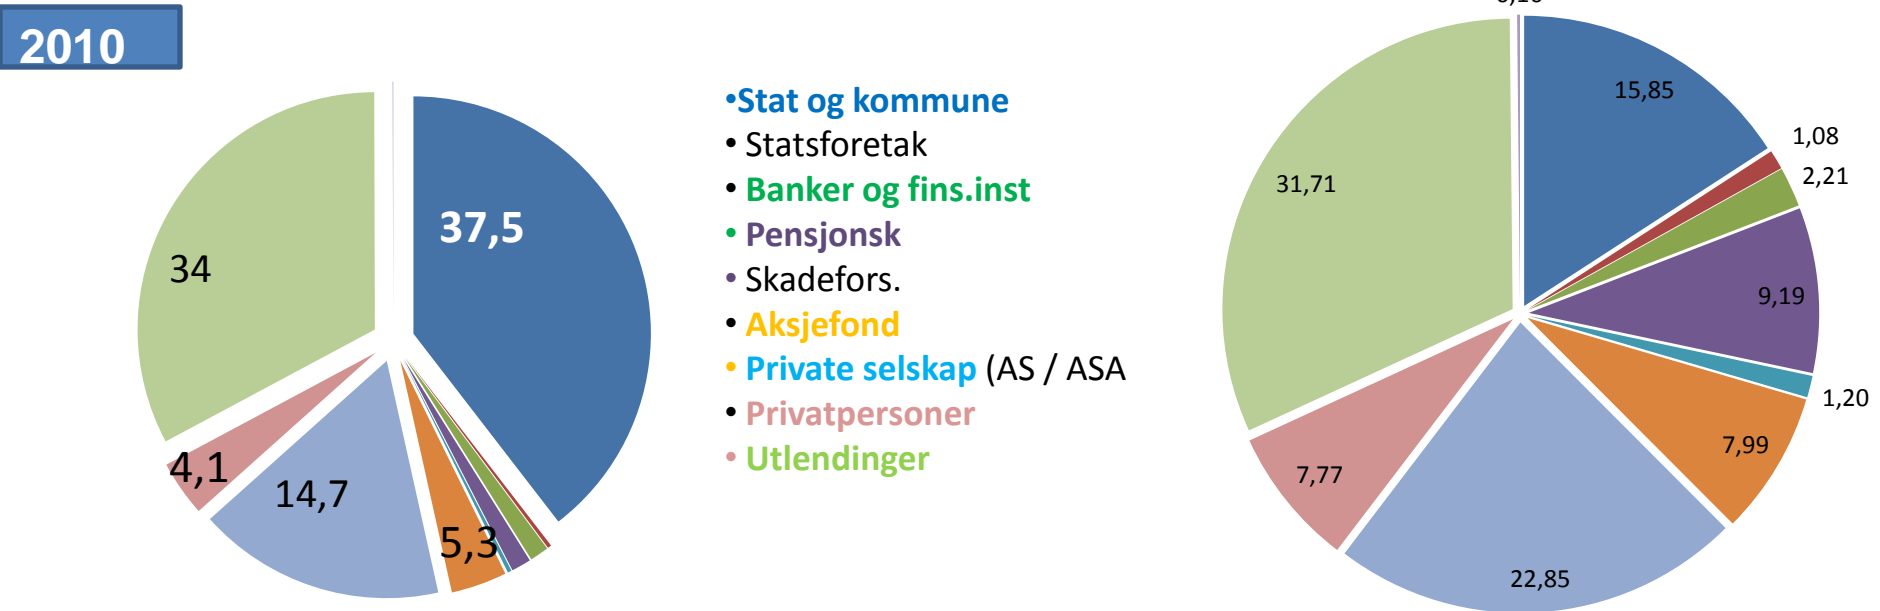 2010
37,5
34
4,1
14,7
5,3
•Stat og kommune
• Statsforetak
• Banker og fins.inst
• Pensjonsk
• Skadefors.
• Aksjefond
• Private selskap (AS / ASA
• Privatpersoner
• Utlendinger
15,85
1,08
2,21
9,19
1,20
7,99
22,85
7,77
31,71